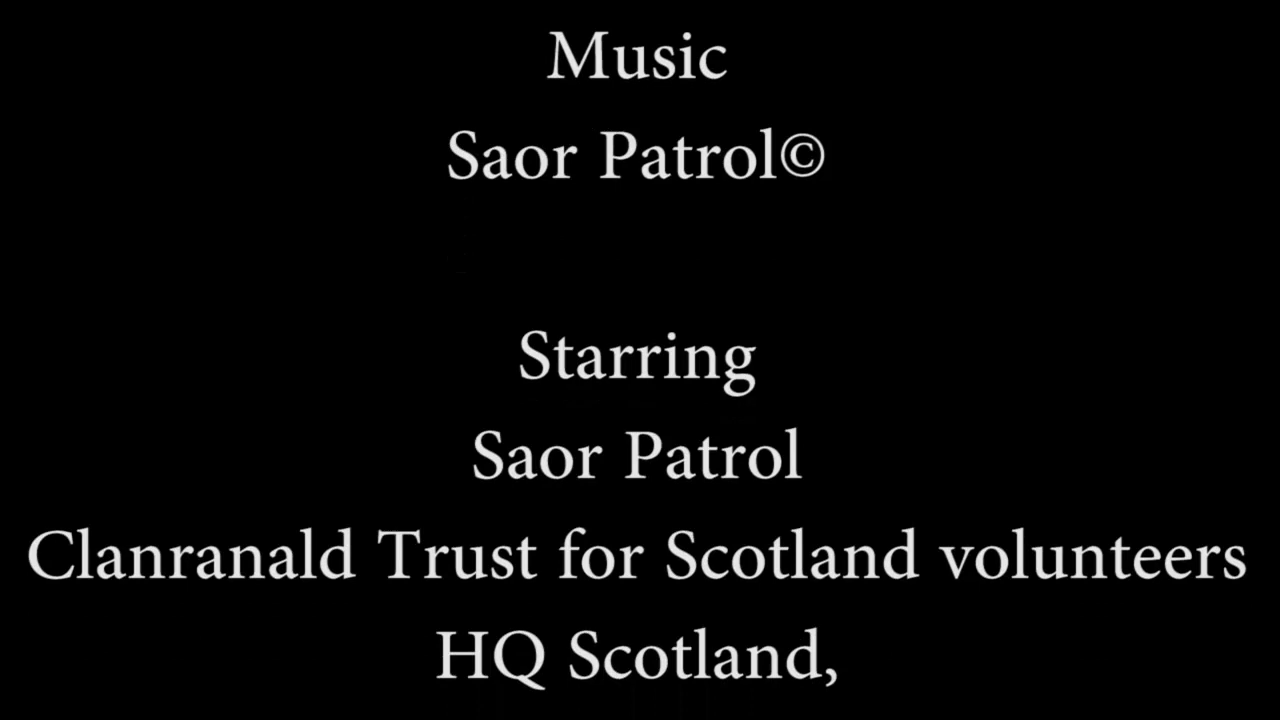 Music
Saor Patrol©
Starring
Saor Patrol
Clanranald Trust for Scotland volunteers
HQ Scotland,